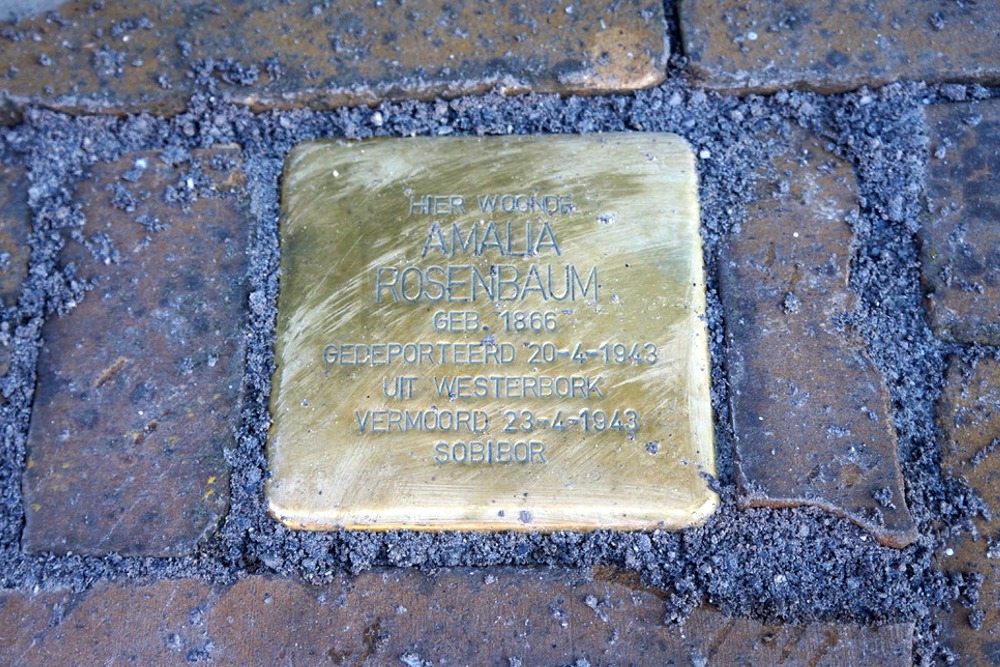 HIER WOONDE
AMALIA
ROSENBAUM
GEB. 1866
GEDEPORTEERD 20-4-1943
UIT WESTERBORK
VERMOORD 23-4-1943
SOBIBOR